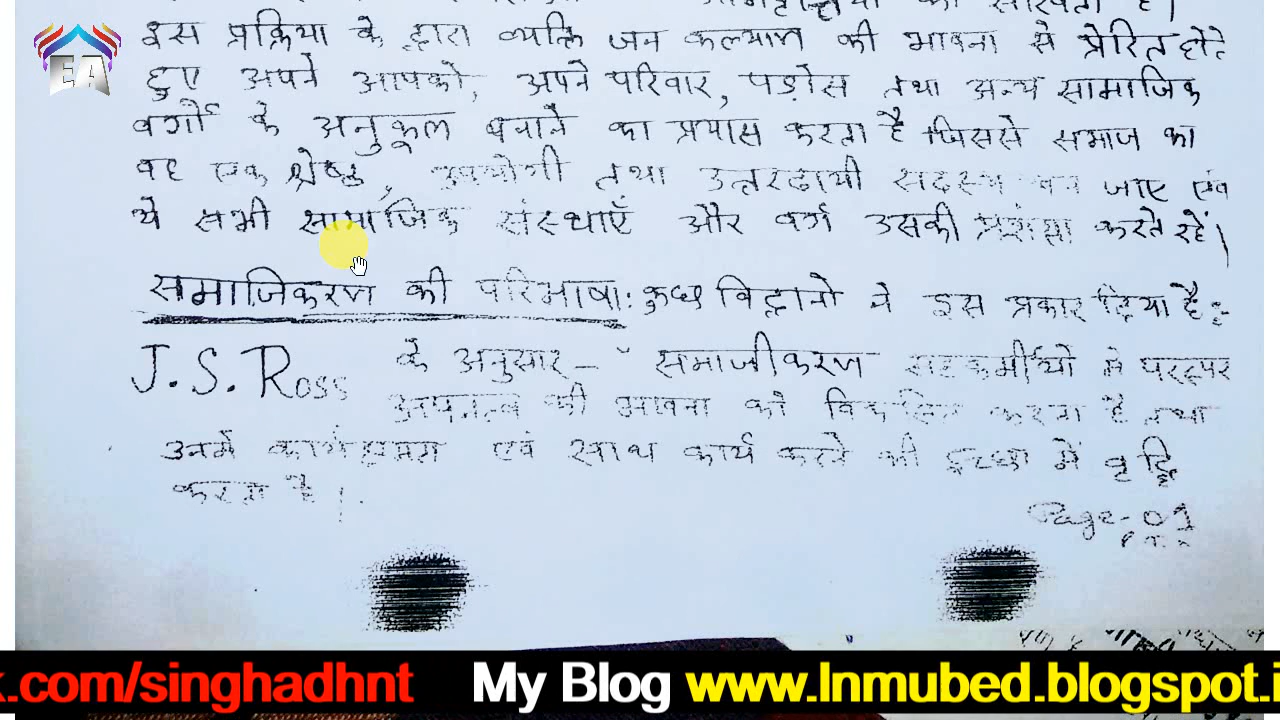 की
है।
इस प्रक्रिया के द्वारा व्यक्ति जन कल्याण की भावना से प्रेरित होते
हुए अपने आपको, अपने परिवार, पड़ोस तथा अन्य सामाजिक
वर्गो के अनुकूल बनाने का प्रयास करता है जिससे समाज का
वह एक श्रेष्ठ, उपयोगी तथा उत्तरदायी सदस्य बन जाए एंव
ये सभी सामाजिक संस्थाएँ और वर्ग उसकी प्रशंसा करते रहें।
समाजिकरण की परिभाषा: कुछ विद्वानो ने इस प्रकार दिया है:-
J.S. Ross के अनुसार - " समाजीकरण सहकर्मीयो मे परस्पर
अपनत्व की भावना को विकसित करता है तथा
उनमे कार्यक्षमता एवं साथ कार्य करने की इच्छा में वृद्धि
करता है।
Page-01
EA
k.com/singhadhnt My Blog www.lnmubed.blogspot.i